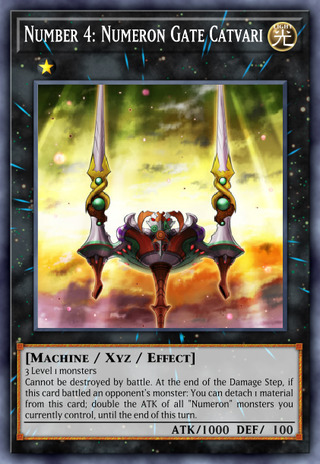 Number 4: Numeron Gate Catvari
LIGHT
光
[Machine / Xyz / Effect]
3 Level 1 monsters
Cannot be destroyed by battle. At the end of the Damage Step, if
this card battled an opponent's monster: You can detach 1 material
from this card; double the ATK of all "Numeron" monsters you
currently control, until the end of this turn.
ATK/1000 DEF/ 100